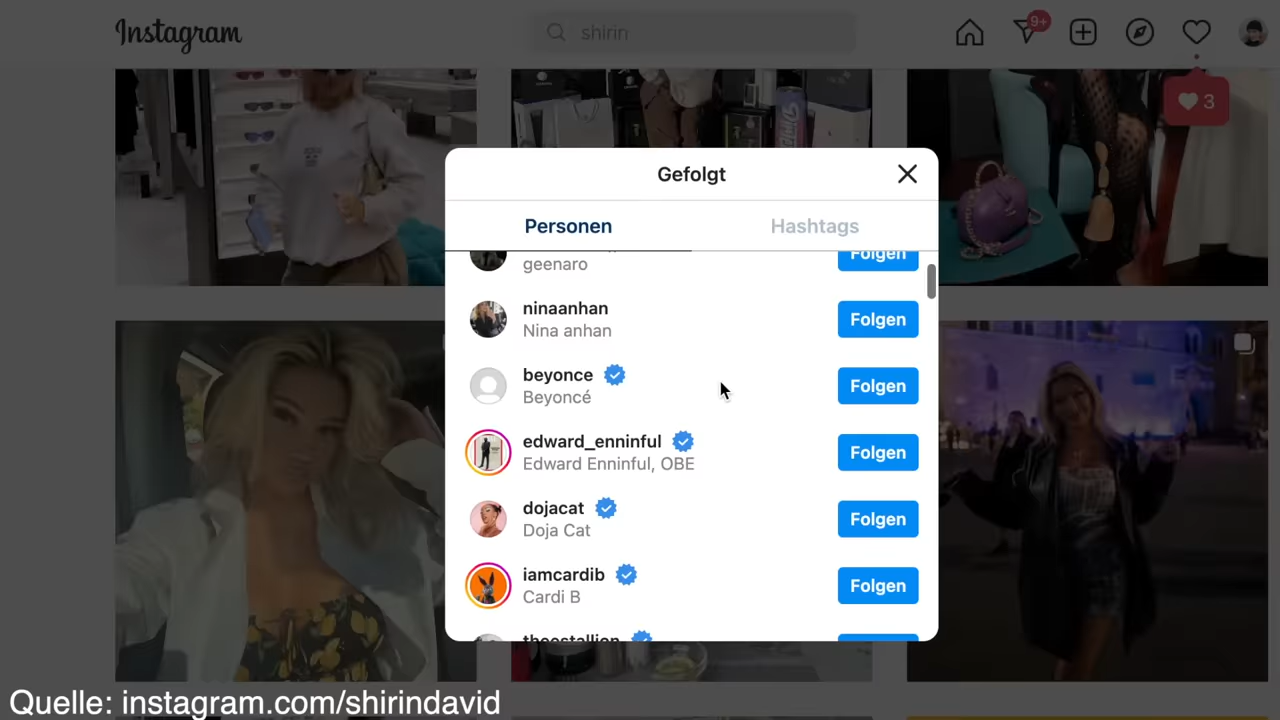 Instagram
shirin
9+
3
Gefolgt
Personen
Hashtags
geenaro
Folgen
ninaanhan
Nina anhan
Folgen
beyonce
Beyoncé
Folgen
edward_enninful
Edward Enninful, OBE
Folgen
dojacat
Doja Cat
Folgen
iamcardib
Cardi B
Folgen
theestallion
Quelle: instagram.com/shirindavid